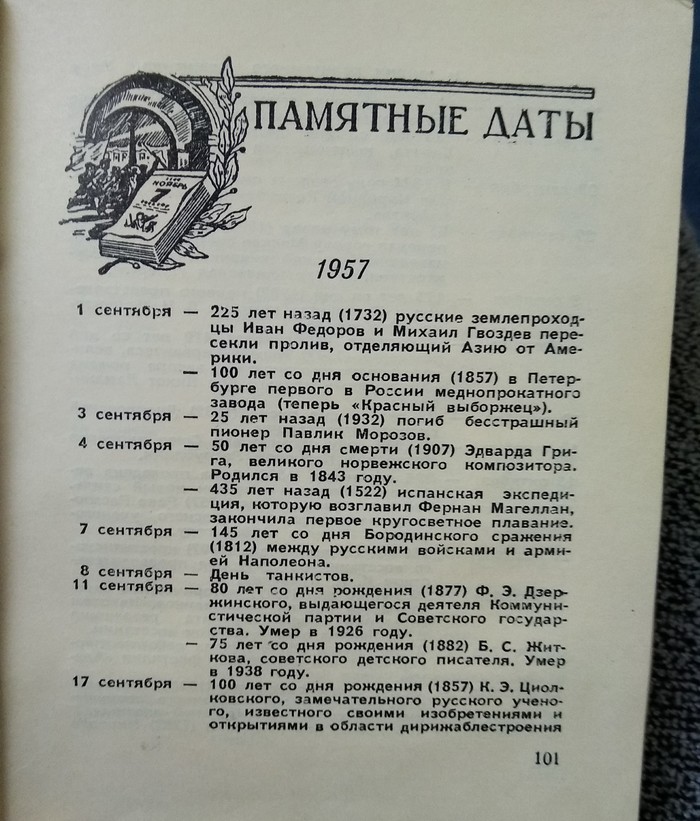 ПАМЯТНЫЕ ДАТЫ
НОЯБРЬ
7
1957
1 сентября — 225 лет назад (1732) русские землепроход-
цы Иван Федоров и Михаил Гвоздев пере-
секли пролив, отделяющий Азию от Аме-
рики.
— 100 лет со дня основания (1857) в Петер-
бурге первого в России меднопрокатного
завода (теперь «Красный выборжец»).
3 сентября — 25 лет назад (1932) погиб бесстрашный
пионер Павлик Морозов.
4 сентября — 50 лет со дня смерти (1907) Эдварда Гри-
га, великого норвежского композитора.
Родился в 1843 году.
— 435 лет назад (1522) испанская экспеди-
ция, которую возглавил Фернан Магеллан,
закончила первое кругосветное плавание.
7 сентября — 145 лет со дня Бородинского сражения
(1812) между русскими войсками и арми-
ей Наполеона.
8 сентября — День танкистов.
11 сентября — 80 лет со дня рождения (1877) Ф. Э. Дзер-
жинского, выдающегося деятеля Коммуни-
стической партии и Советского государ-
ства. Умер в 1926 году.
— 75 лет со дня рождения (1882) Б. С. Жит-
кова, советского детского писателя. Умер
в 1938 году.
17 сентября — 100 лет со дня рождения (1857) К. Э. Циол-
ковского, замечательного русского учено-
го, известного своими изобретениями и
открытиями в области дирижаблестроения
101